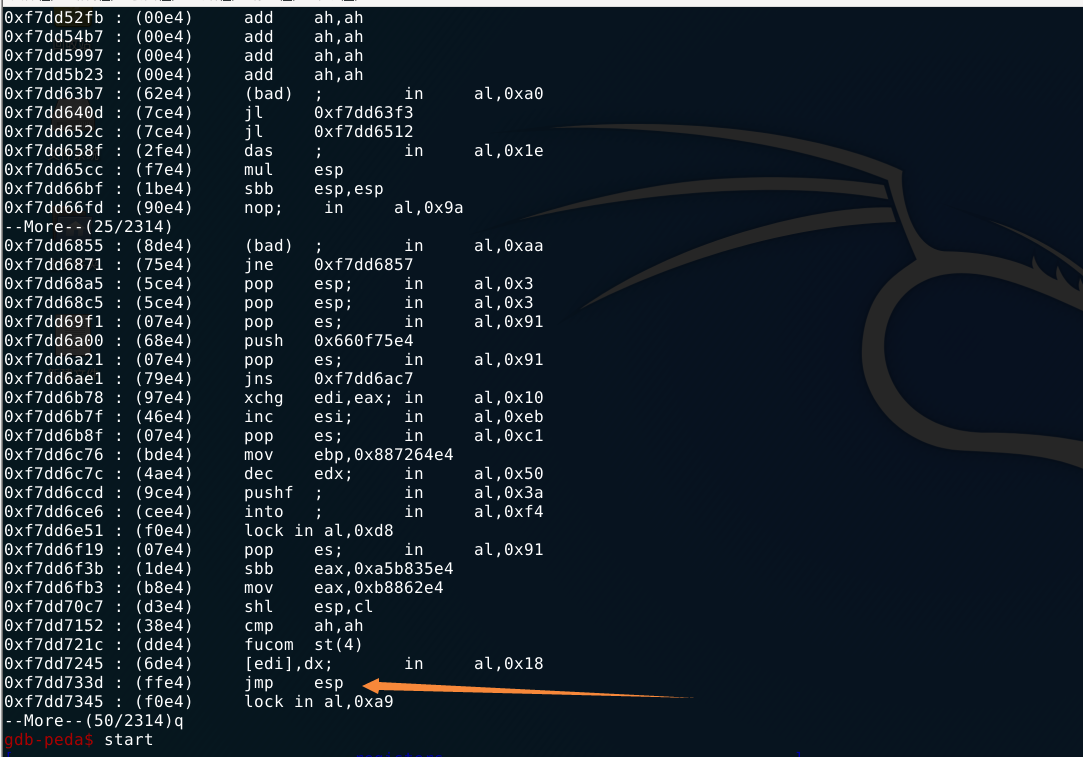 0xf7dd52fb : (00e4)	add	ah,ah
0xf7dd54b7 : (00e4)	add	ah,ah
0xf7dd5997 : (00e4)	add	ah,ah
0xf7dd5b23 : (00e4)	add	ah,ah
0xf7dd63b7 : (62e4)	(bad)  ;	in	al,0xa0
0xf7dd640d : (7ce4)	jl	0xf7dd63f3
0xf7dd652c : (7ce4)	jl	0xf7dd6512
0xf7dd658f : (2fe4)	das    ;	in	al,0x1e
0xf7dd65cc : (f7e4)	mul	esp
0xf7dd66bf : (1be4)	sbb	esp,esp
0xf7dd66fd : (90e4)	nop;	in	al,0x9a
--More--(25/2314)
0xf7dd6855 : (8de4)	(bad)  ;	in	al,0xaa
0xf7dd6871 : (75e4)	jne	0xf7dd6857
0xf7dd68a5 : (5ce4)	pop	esp;	in	al,0x3
0xf7dd68c5 : (5ce4)	pop	esp;	in	al,0x3
0xf7dd69f1 : (07e4)	pop	es;	in	al,0x91
0xf7dd6a00 : (68e4)	push	0x660f75e4
0xf7dd6a21 : (07e4)	pop	es;	in	al,0x91
0xf7dd6ae1 : (79e4)	jns	0xf7dd6ac7
0xf7dd6b78 : (97e4)	xchg	edi,eax;	in	al,0x10
0xf7dd6b7f : (46e4)	inc	esi;	in	al,0xeb
0xf7dd6b8f : (07e4)	pop	es;	in	al,0xc1
0xf7dd6c76 : (bde4)	mov	ebp,0x887264e4
0xf7dd6c7c : (4ae4)	dec	edx;	in	al,0x50
0xf7dd6ccd : (9ce4)	pushf  ;	in	al,0x3a
0xf7dd6ce6 : (cee4)	into   ;	in	al,0xf4
0xf7dd6e51 : (f0e4)	lock in al,0xd8
0xf7dd6f19 : (07e4)	pop	es;	in	al,0x91
0xf7dd6f3b : (1de4)	sbb	eax,0xa5b835e4
0xf7dd6fb3 : (b8e4)	mov	eax,0xb8862e4
0xf7dd70c7 : (d3e4)	shl	esp,cl
0xf7dd7152 : (38e4)	cmp	ah,ah
0xf7dd721c : (dde4)	fucom	st(4)
0xf7dd7245 : (6de4)	[edi],dx;	in	al,0x18
0xf7dd733d : (ffe4)	jmp	esp
0xf7dd7345 : (f0e4)	lock in al,0xa9
--More--(50/2314)q
gdb-peda$ start